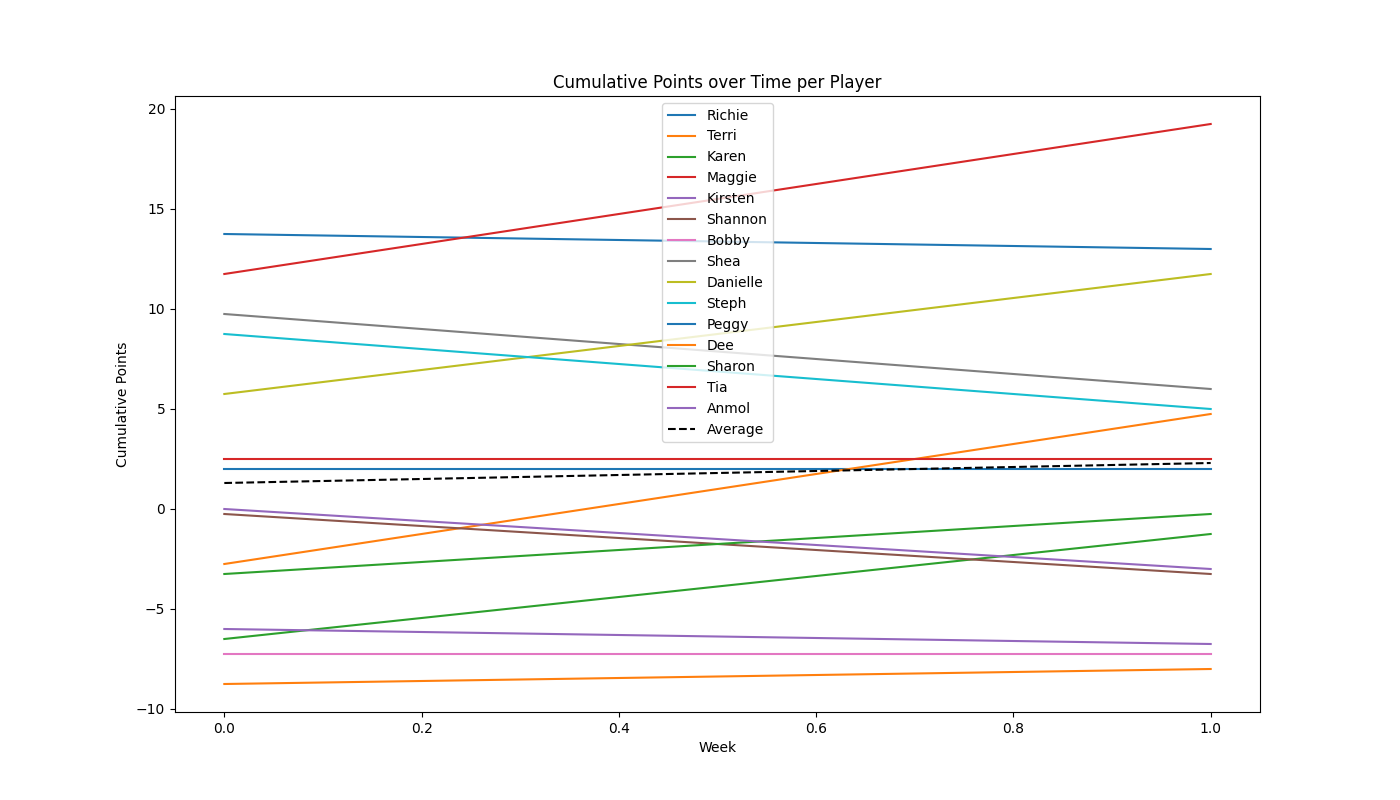 Cumulative Points over Time per Player
Cumulative Points
20
15
10
5
0
−5
−10
Richie
Terri
Karen
Maggie
Kirsten
Shannon
Bobby
Shea
Danielle
Steph
Peggy
Dee
Sharon
Tia
Anmol
Average
0.0 0.2 0.4 0.6 0.8 1.0
Week